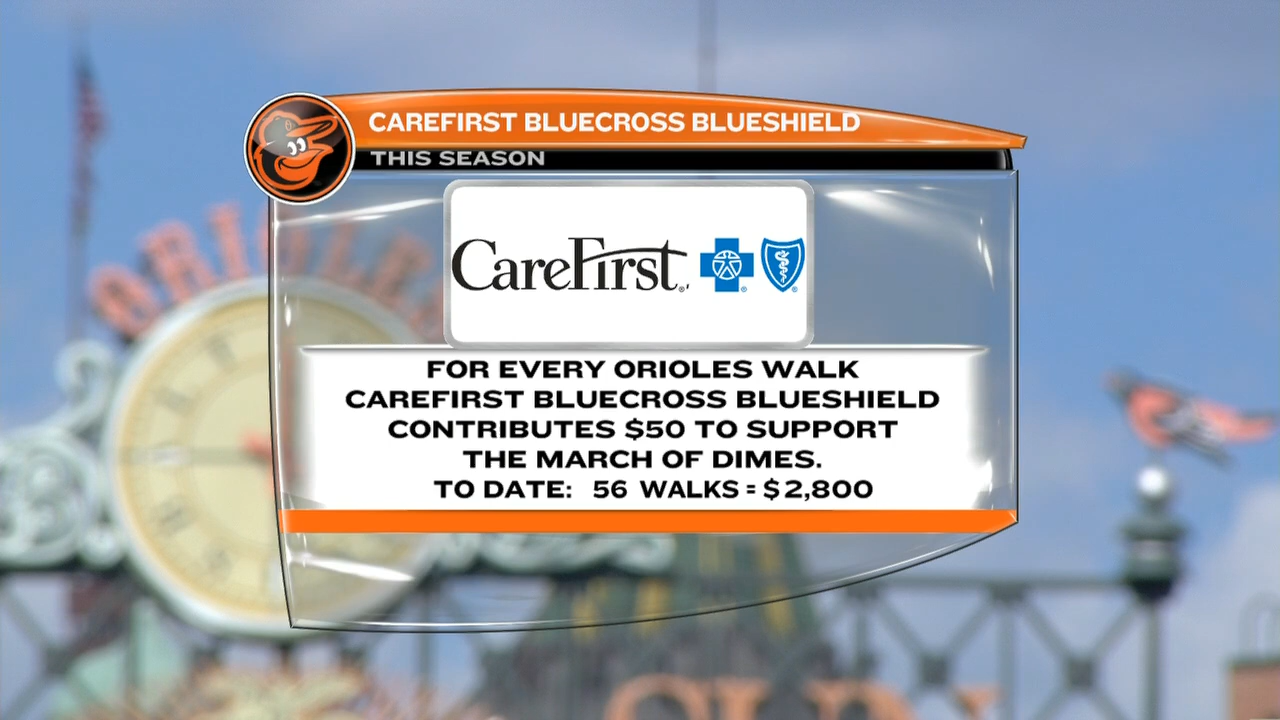 CAREFIRST BLUECROSS BLUESHIELD
THIS SEASON
CareFirst
FOR EVERY ORIOLES WALK
CAREFIRST BLUECROSS BLUESHIELD
CONTRIBUTES $50 TO SUPPORT
THE MARCH OF DIMES.
TO DATE: 56 WALKS = $2,800
ORIOLE